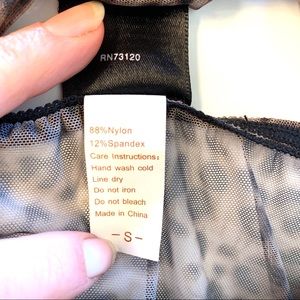 RN73120
88%Nylon
12%Spandex
Care Instructions:
Hand wash cold
Line dry
Do not iron
Do not bleach
Made in China
-S-